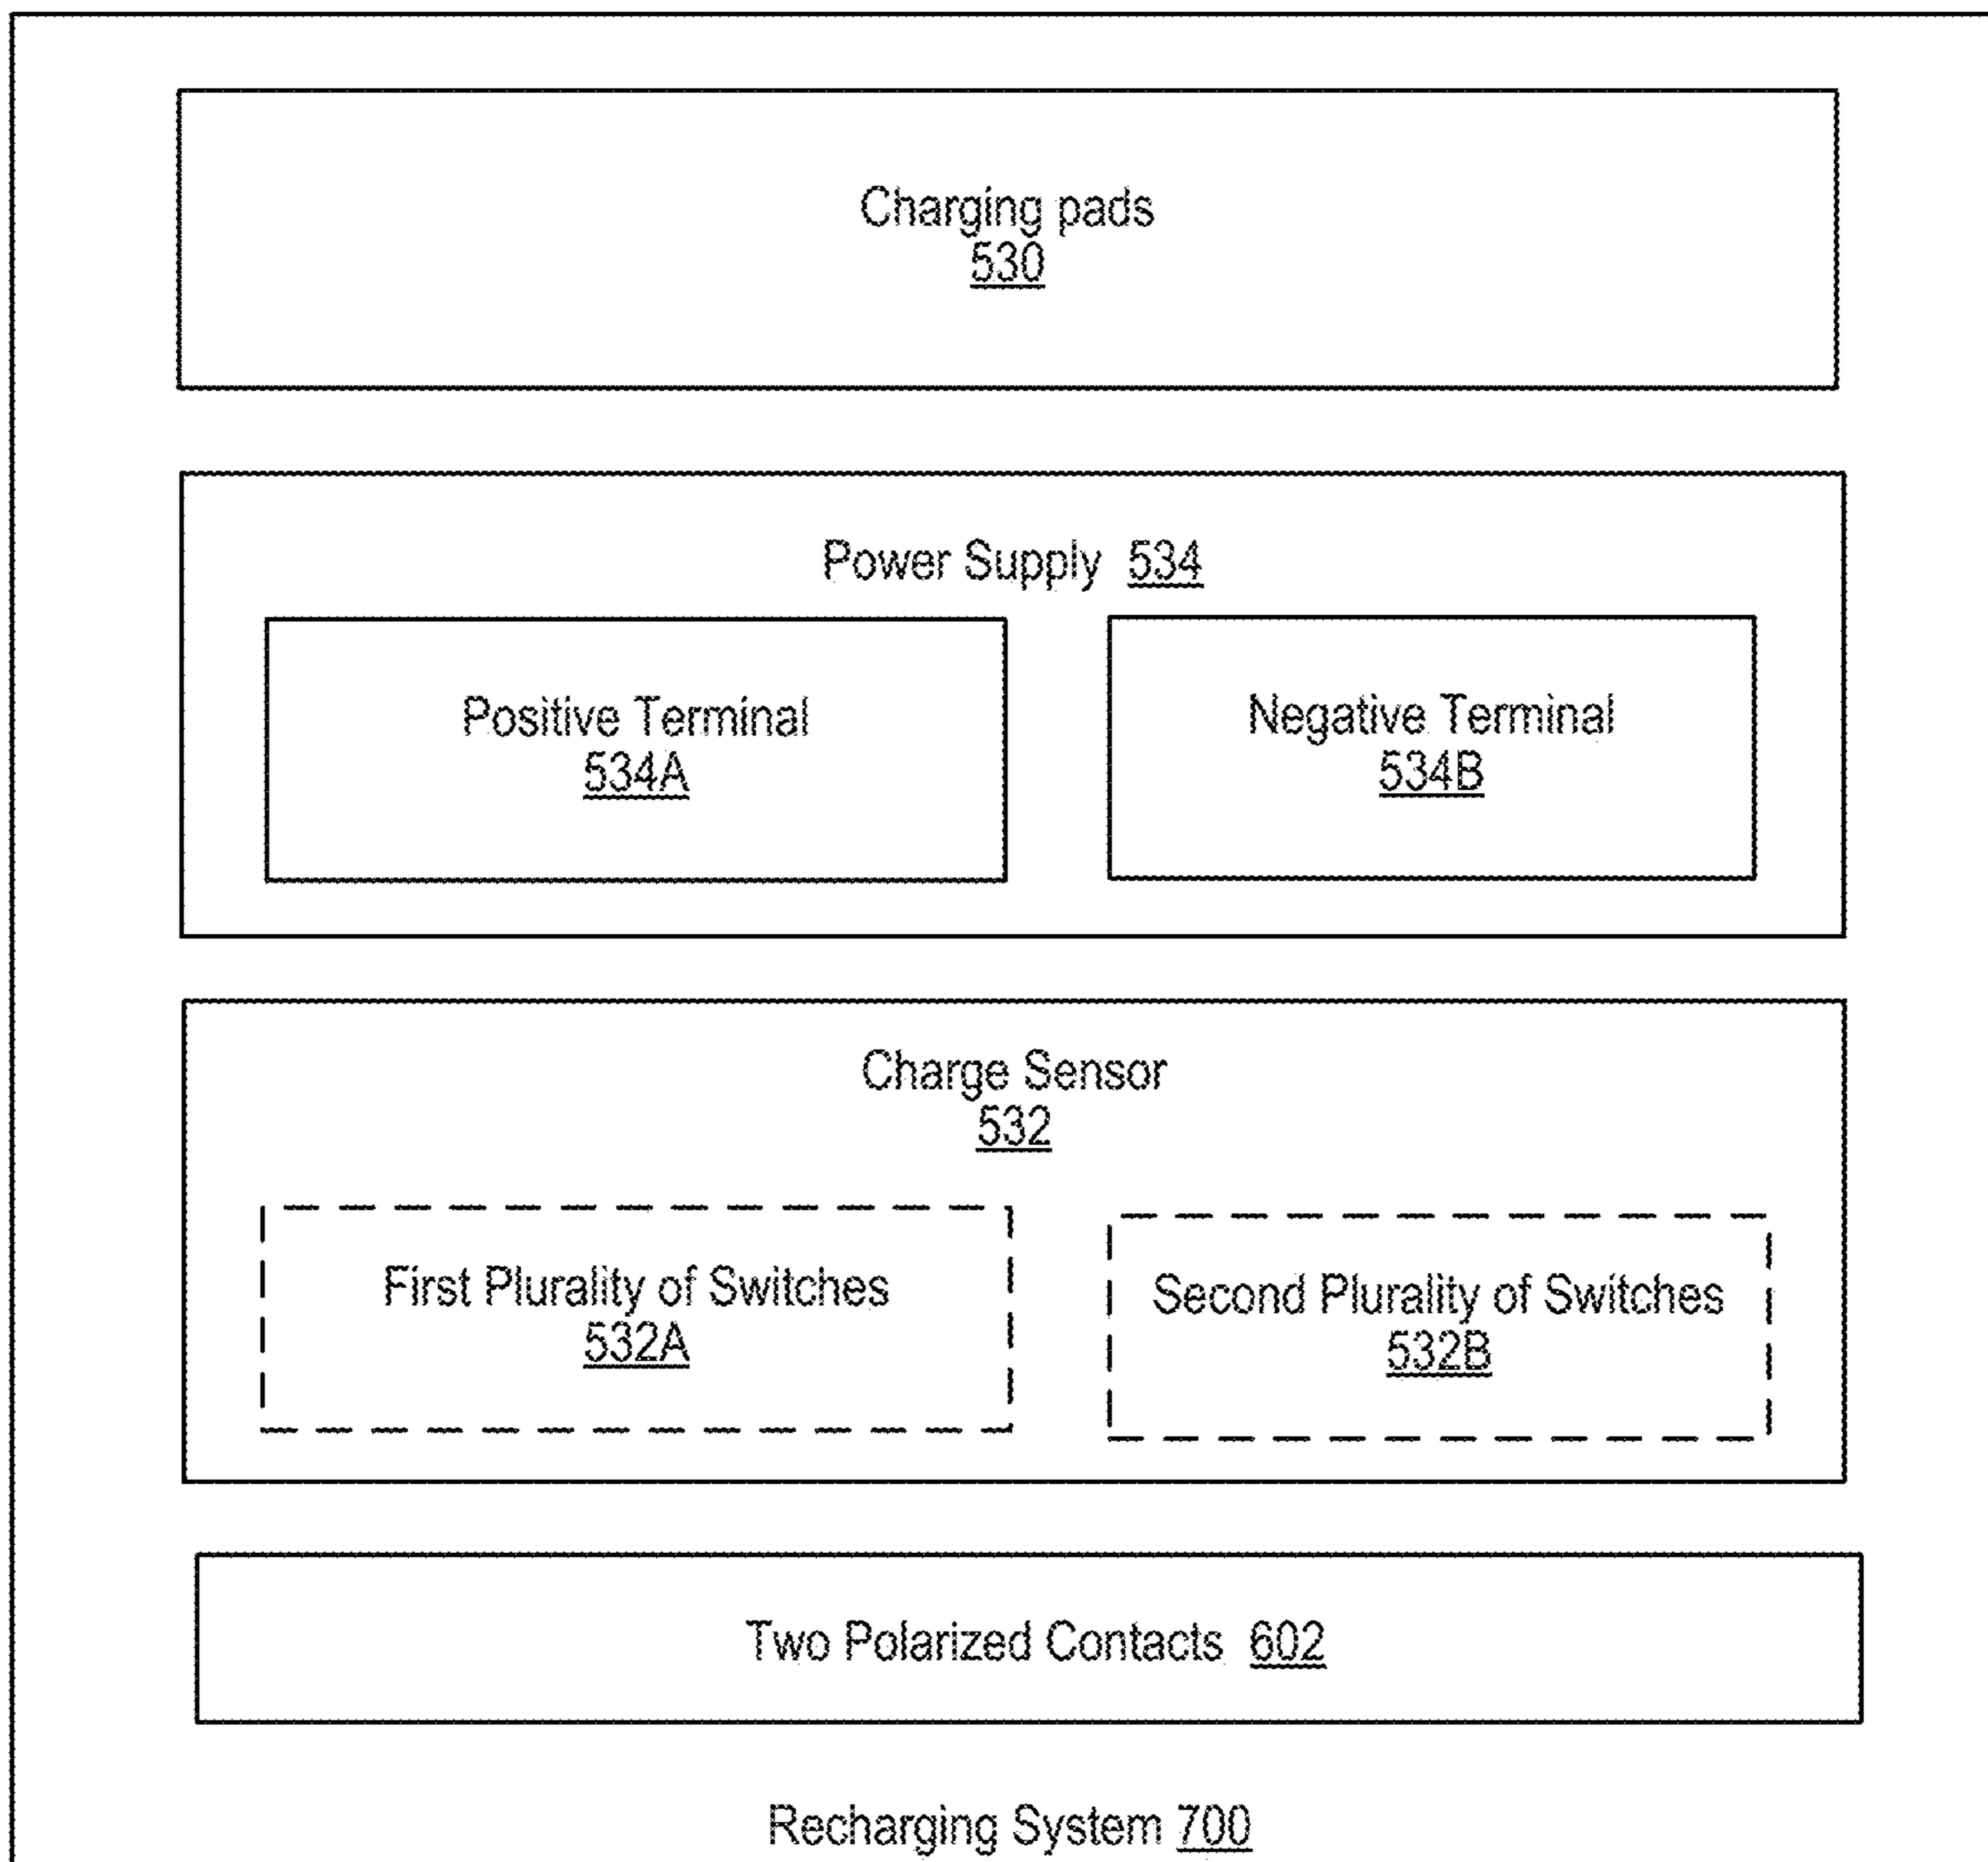 Charging pads
530
Power Supply 534
Positive Terminal
534A
Negative Terminal
534B
Charge Sensor
532
First Plurality of Switches
532A
Second Plurality of Switches
532B
Two Polarized Contacts 602
Recharging System 700